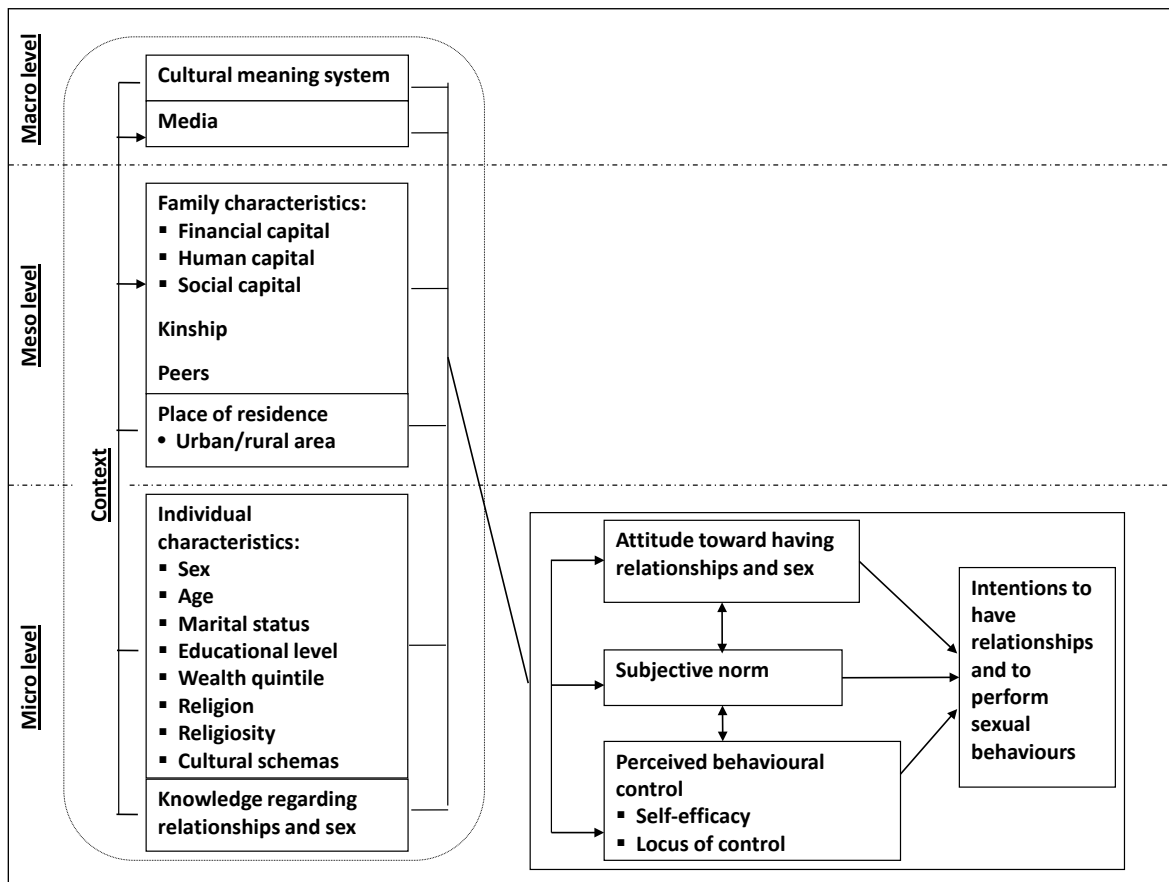 Macro level
Cultural meaning system
Media
Meso level
Family characteristics:
▪ Financial capital
▪ Human capital
▪ Social capital
Kinship
Peers
Place of residence
• Urban/rural area
Context
Micro level
Individual
characteristics:
▪ Sex
▪ Age
▪ Marital status
▪ Educational level
▪ Wealth quintile
▪ Religion
▪ Religiosity
▪ Cultural schemas
Knowledge regarding
relationships and sex
Attitude toward having
relationships and sex
Subjective norm
Perceived behavioural
control
▪ Self-efficacy
▪ Locus of control
Intentions to
have
relationships
and to
perform
sexual
behaviours